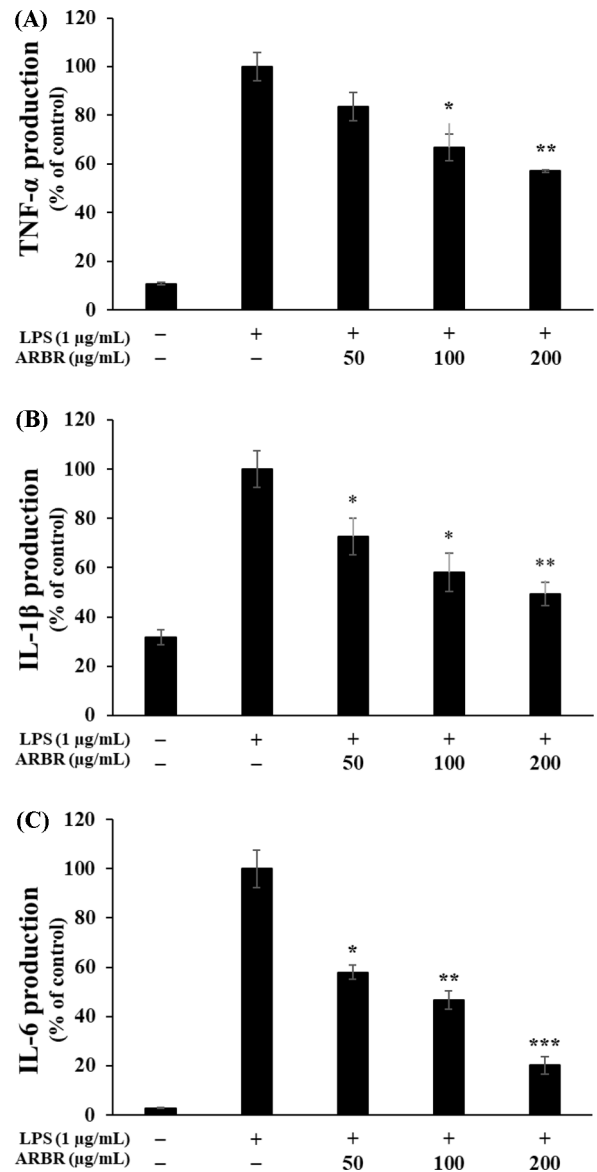 (A)
TNF-α production
(% of control)
120
100
80
60
40
20
0
*
**
LPS (1 μg/mL) – + + + +
ARBR (μg/mL) – – 50 100 200
(B)
IL-1β production
(% of control)
120
100
80
60
40
20
0
*
*
**
LPS (1 μg/mL) – + + + +
ARBR (μg/mL) – – 50 100 200
(C)
IL-6 production
(% of control)
120
100
80
60
40
20
0
*
**
***
LPS (1 μg/mL) – + + + +
ARBR (μg/mL) – – 50 100 200